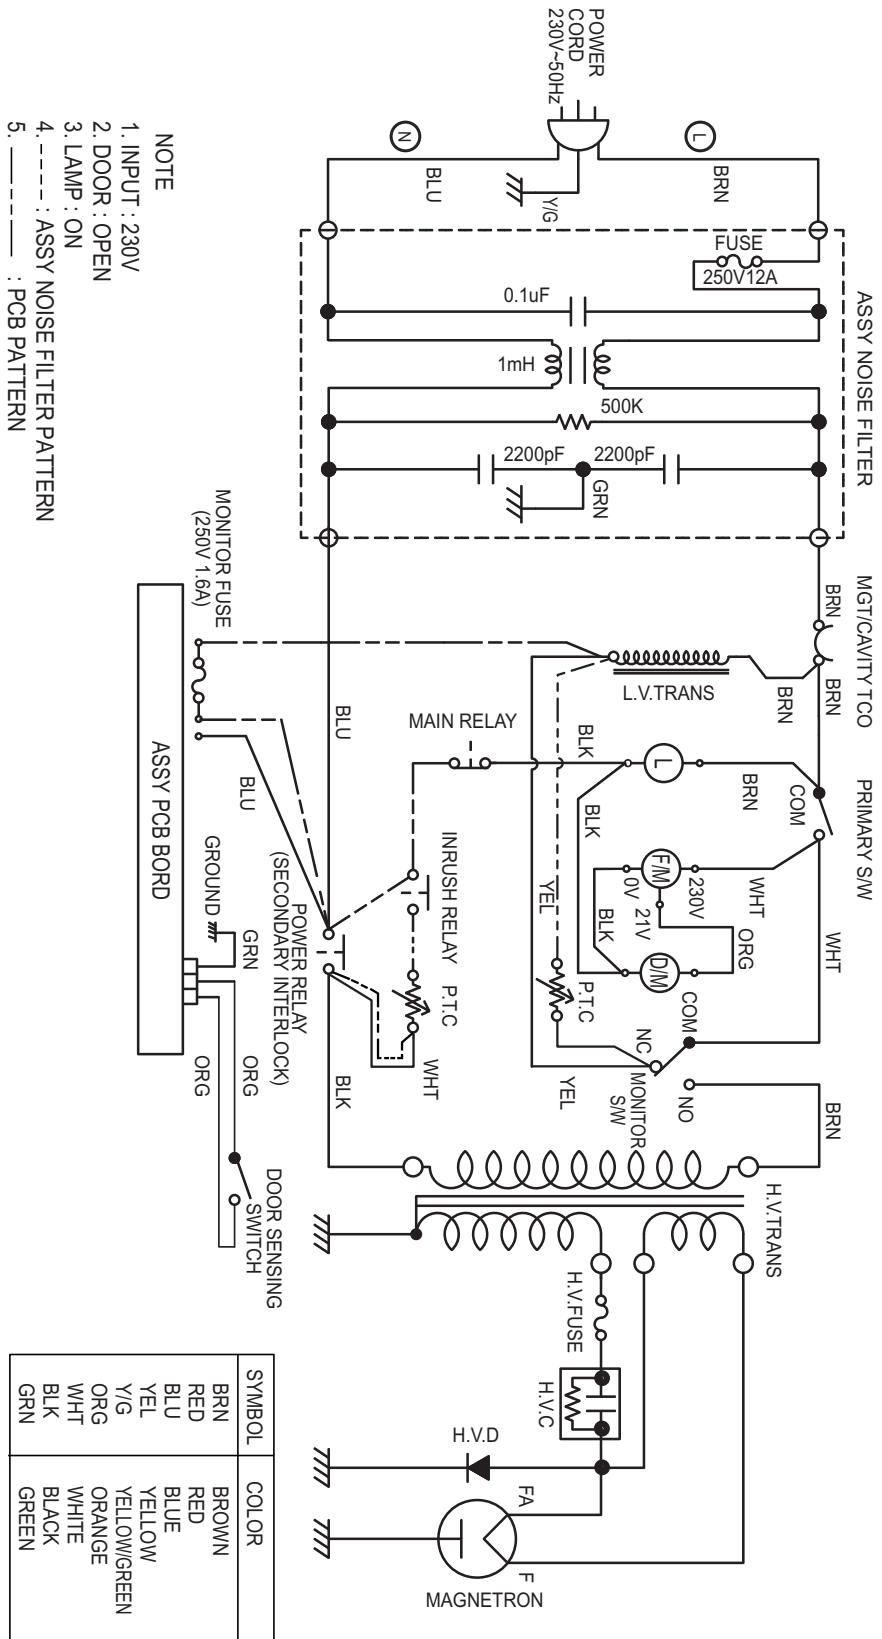 POWER
CORD
230V~50Hz
L
N
BRN
BLU
Y/G
ASSY NOISE FILTER
FUSE
250V12A
0.1uF
1mH
500K
2200pF
2200pF
GRN
MGT/CAVITY TCO
BRN
BRN
BRN
L.V.TRANS
PRIMARY S/W
COM
BRN
L
BLK
BLK
WHT
WHT
F/M
230V
0V
21V
ORG
BLK
D/M
MAIN RELAY
YEL
P.T.C
COM
NC
NO
MONITOR
S/W
YEL
BRN
BLU
MONITOR FUSE
(250V 1.6A)
BLU
INRUSH RELAY
P.T.C
WHT
POWER RELAY
(SECONDARY INTERLOCK)
BLK
ASSY PCB BORD
GROUND
GRN
ORG
ORG
DOOR SENSING
SWITCH
H.V.TRANS
H.V.FUSE
H.V.C
H.V.D
FA
F
MAGNETRON
NOTE
1. INPUT : 230V
2. DOOR : OPEN
3. LAMP : ON
4. ---- : ASSY NOISE FILTER PATTERN
5. —---— : PCB PATTERN
SYMBOL COLOR
BRN BROWN
RED RED
BLU BLUE
YEL YELLOW
Y/G YELLOW/GREEN
ORG ORANGE
WHT WHITE
BLK BLACK
GRN GREEN